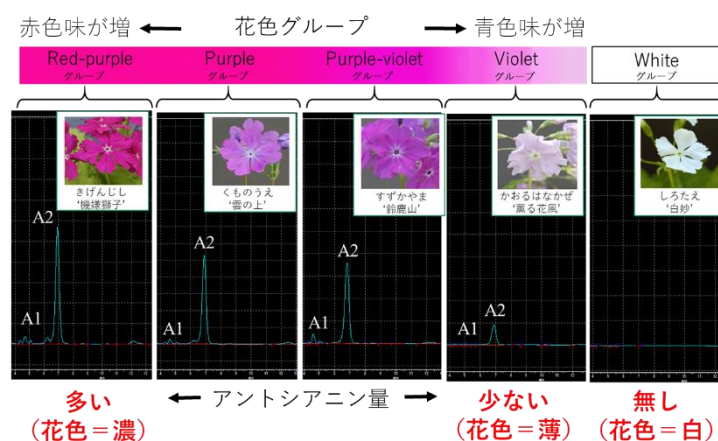 赤色味が増 ← 花色グループ → 青色味が増
Red-purple
グループ
Purple
グループ
Purple-violet
グループ
Violet
グループ
White
グループ
きげんじし
‘機嫌獅子’
くものうえ
‘雲の上’
すずかやま
‘鈴鹿山’
かおるはなかぜ
‘薫る花風’
しろたえ
‘白妙’
A2
A1
A2
A1
A2
A1
A2
A1
多い
(花色＝濃)
← アントシアニン量 →
少ない
(花色＝薄)
無し
(花色＝白)